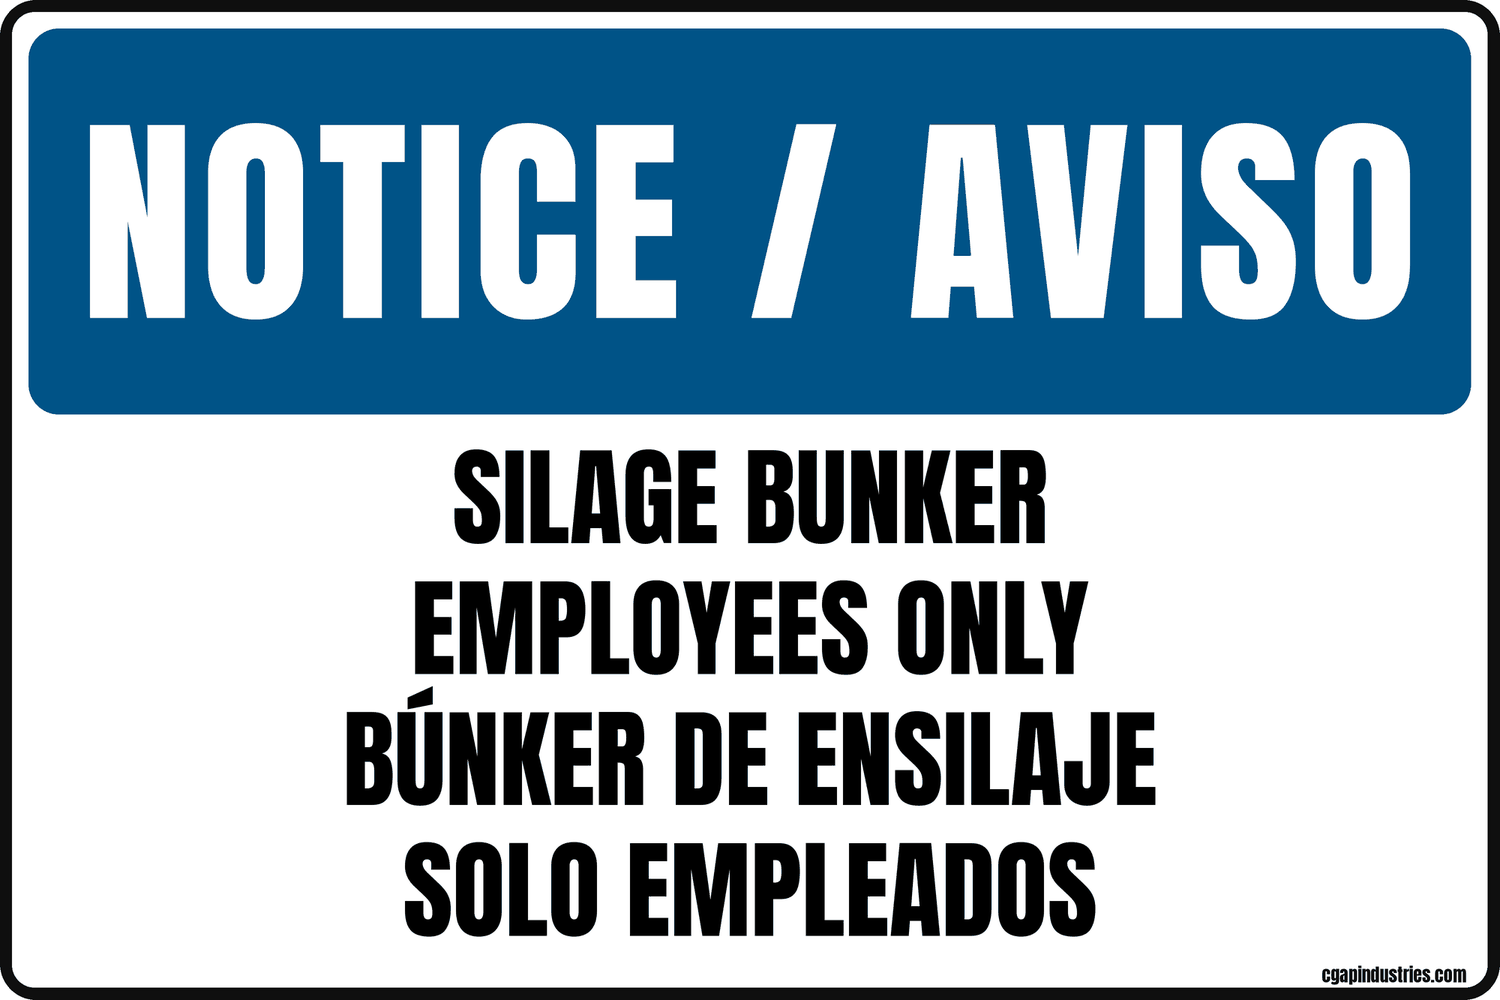 NOTICE / AVISO
SILAGE BUNKER
EMPLOYEES ONLY
BÚNKER DE ENSILAJE
SOLO EMPLEADOS
cgapindustries.com